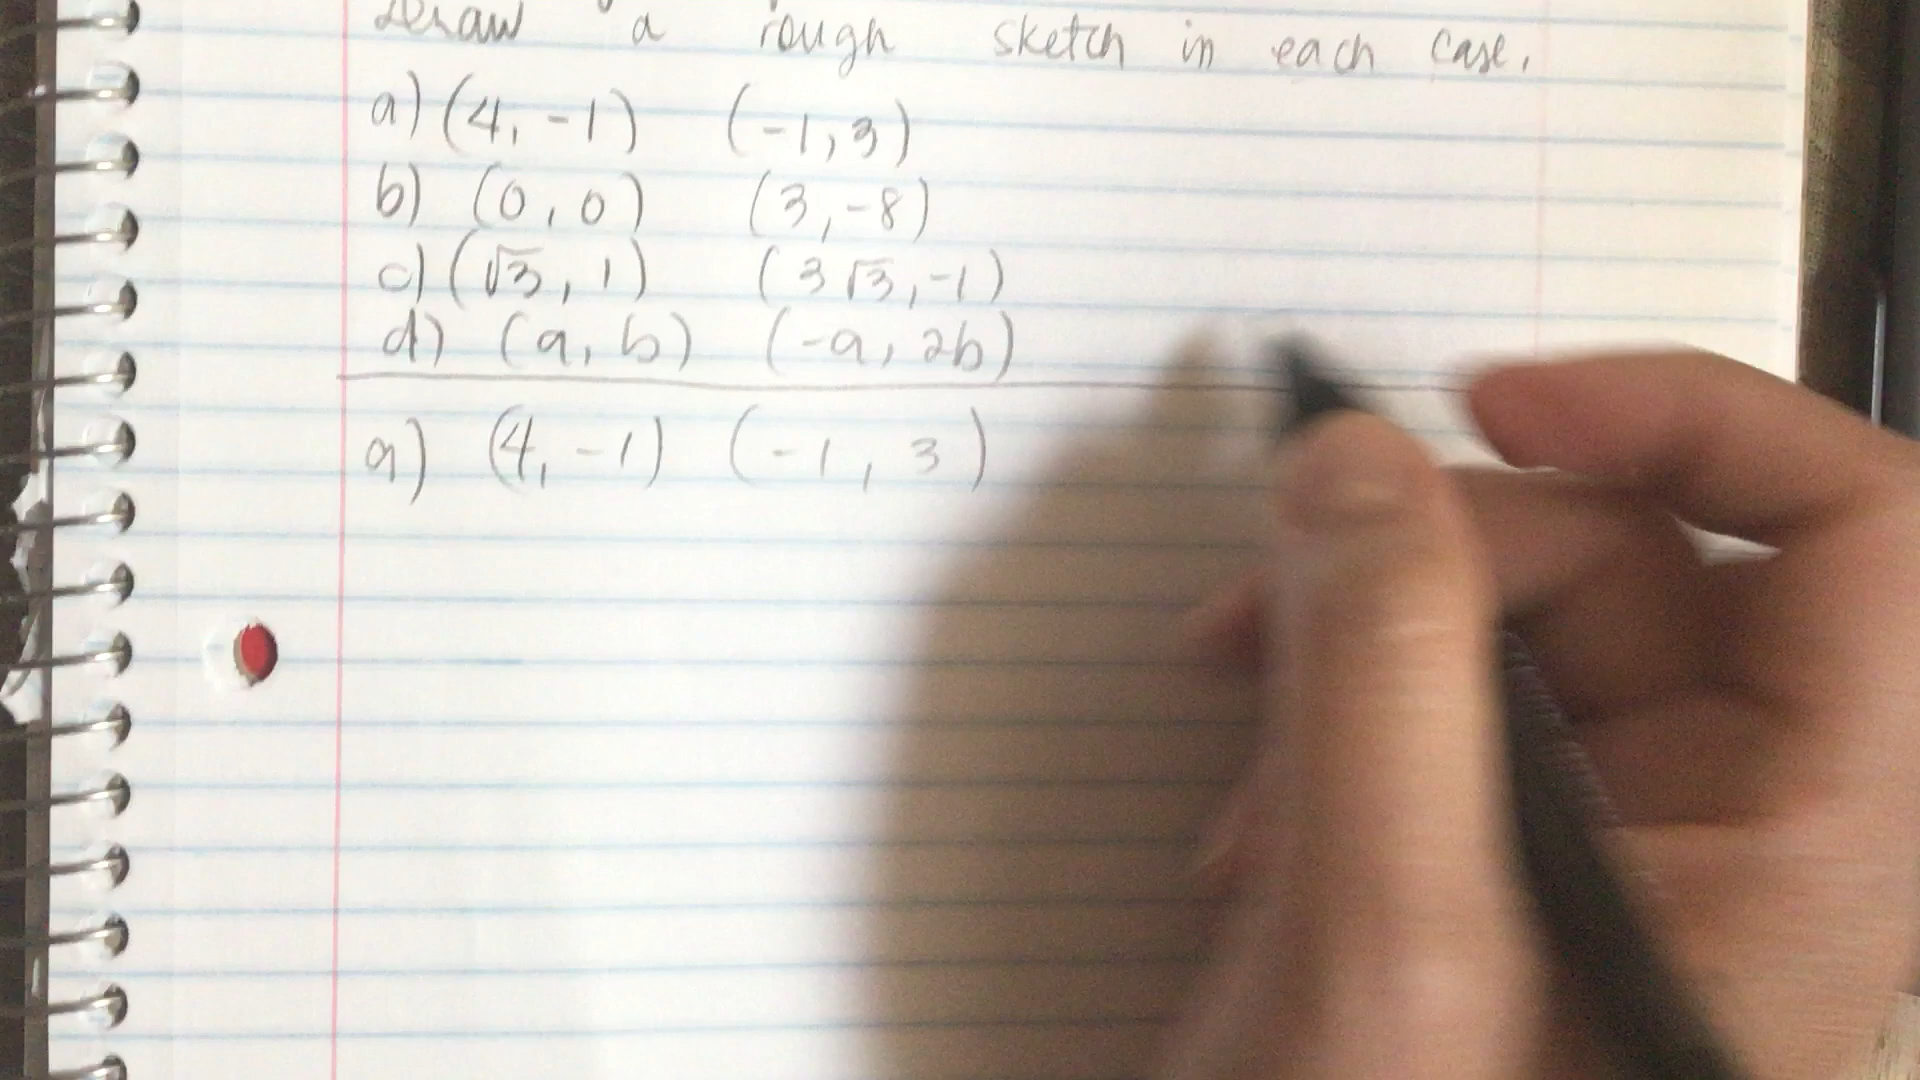 Draw a rough sketch in each case.
a) (4, -1) (-1, 3)
b) (0, 0) (3, -8)
c) (√3, 1) (3√3, -1)
d) (a, b) (-a, 2b)
a) (4, -1) (-1, 3)